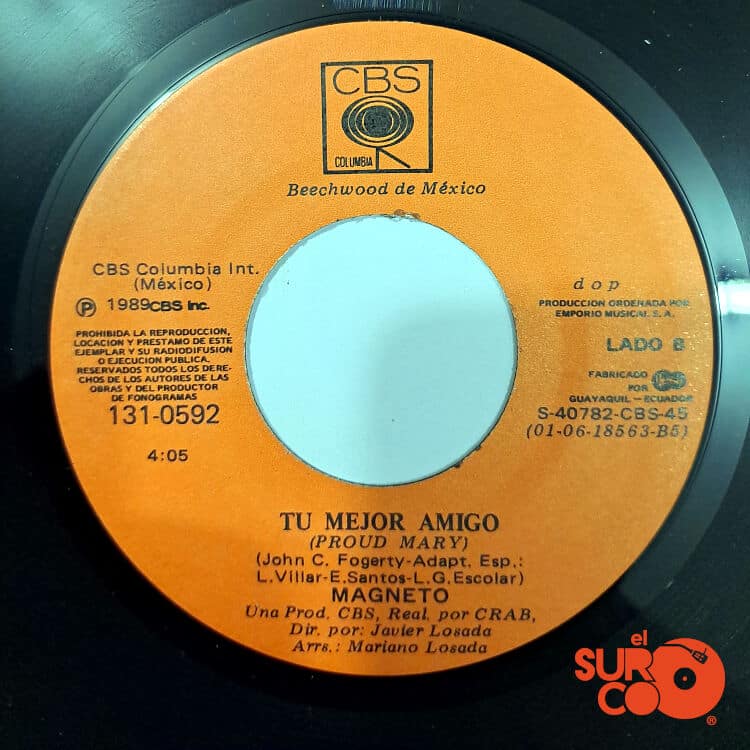 CBS
COLUMBIA
Beechwood de México
CBS Columbia Int.
(México)
Ⓟ 1989 CBS Inc.
PROHIBIDA LA REPRODUCCION,
LOCACION Y PRESTAMO DE ESTE
EJEMPLAR Y SU RADIODIFUSION
O EJECUCION PUBLICA.
RESERVADOS TODOS LOS DERE-
CHOS DE LOS AUTORES DE LAS
OBRAS Y DEL PRODUCTOR
DE FONOGRAMAS
131-0592
4:05
d o p
PRODUCCION ORDENADA POR
EMPORIO MUSICAL S.A.
LADO B
FABRICADO
POR
GUAYAQUIL – ECUADOR
S-40782-CBS-45
(01-06-18563-B5)
TU MEJOR AMIGO
(PROUD MARY)
(John C. Fogerty-Adapt. Esp.:
L.Villar-E.Santos-L.G.Escolar)
MAGNETO
Una Prod. CBS, Real. por CRAB,
Dir. por: Javier Losada
Arrs.: Mariano Losada
el
SUR
CO
®